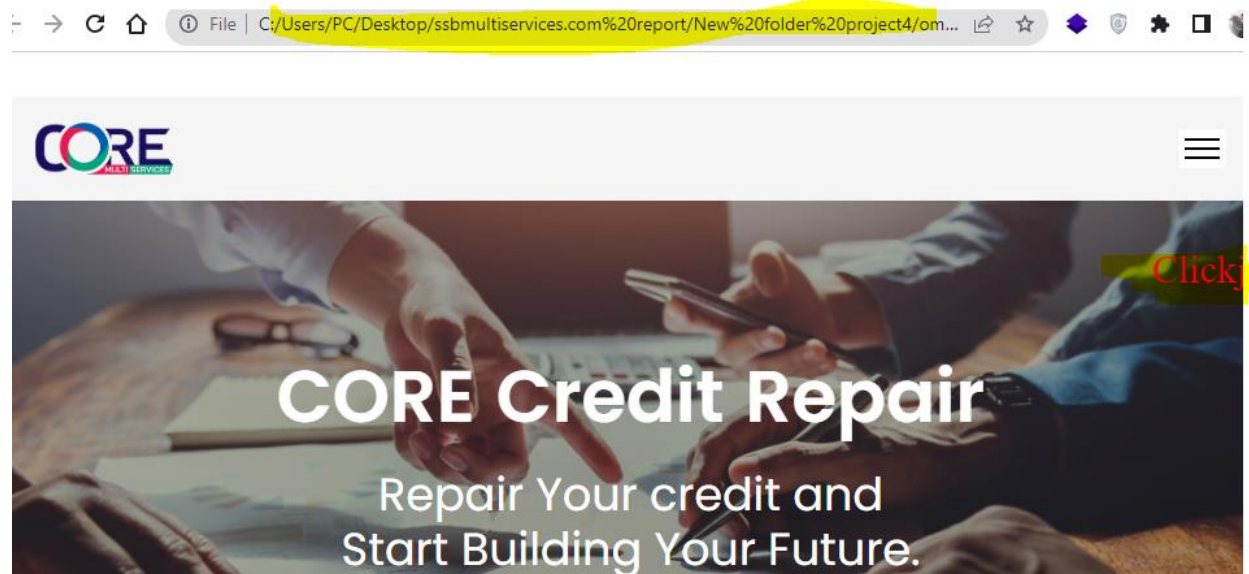 File | C:/Users/PC/Desktop/ssbmultiservices.com%20report/New%20folder%20project4/om...
CORE
MULTI SERVICES
Clickj
CORE Credit Repair
Repair Your credit and
Start Building Your Future.